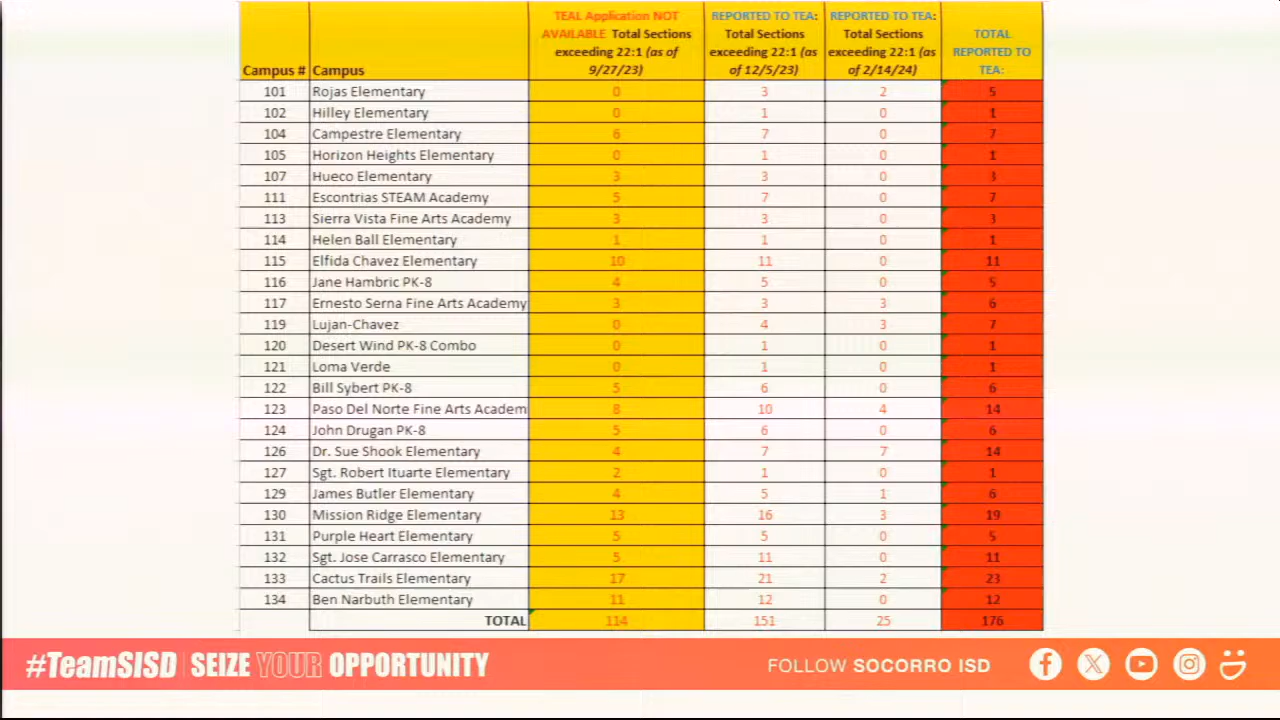 Campus # Campus TEAL Application NOT AVAILABLE Total Sections exceeding 22:1 (as of 9/27/23) REPORTED TO TEA: Total Sections exceeding 22:1 (as of 12/5/23) REPORTED TO TEA: Total Sections exceeding 22:1 (as of 2/14/24) TOTAL REPORTED TO TEA:
101 Rojas Elementary 0 3 2 5
102 Hilley Elementary 0 1 0 1
104 Campestre Elementary 6 7 0 7
105 Horizon Heights Elementary 0 1 0 1
107 Hueco Elementary 3 3 0 3
111 Escontrias STEAM Academy 5 7 0 7
113 Sierra Vista Fine Arts Academy 3 3 0 3
114 Helen Ball Elementary 1 1 0 1
115 Elfida Chavez Elementary 10 11 0 11
116 Jane Hambric PK-8 4 5 0 5
117 Ernesto Serna Fine Arts Academy 3 3 3 6
119 Lujan-Chavez 0 4 3 7
120 Desert Wind PK-8 Combo 0 1 0 1
121 Loma Verde 0 1 0 1
122 Bill Sybert PK-8 5 6 0 6
123 Paso Del Norte Fine Arts Academ 8 10 4 14
124 John Drugan PK-8 5 6 0 6
126 Dr. Sue Shook Elementary 4 7 7 14
127 Sgt. Robert Ituarte Elementary 2 1 0 1
129 James Butler Elementary 4 5 1 6
130 Mission Ridge Elementary 13 16 3 19
131 Purple Heart Elementary 5 5 0 5
132 Sgt. Jose Carrasco Elementary 5 11 0 11
133 Cactus Trails Elementary 17 21 2 23
134 Ben Narbuth Elementary 11 12 0 12
TOTAL 114 151 25 176
#TeamSISD SEIZE YOUR OPPORTUNITY FOLLOW SOCORRO ISD